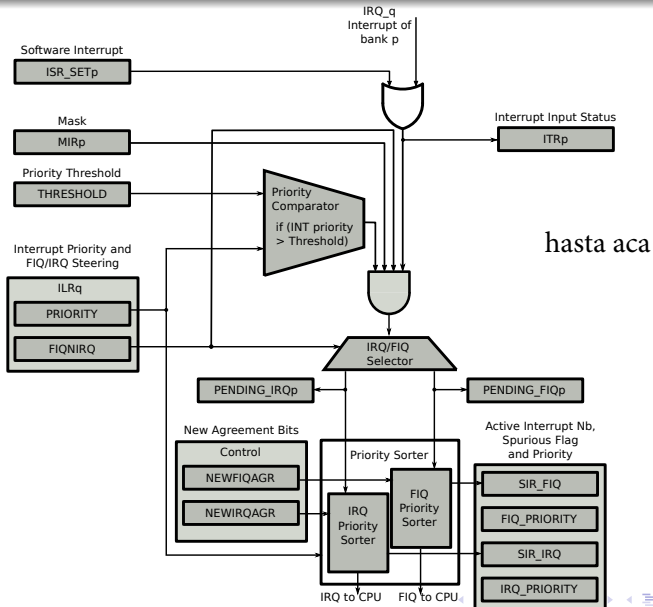 IRQ_q
Interrupt of
bank p
Software Interrupt
ISR_SETp
Mask
MIRp
Interrupt Input Status
ITRp
Priority Threshold
THRESHOLD
Priority
Comparator
if (INT priority
> Threshold)
hasta aca
Interrupt Priority and
FIQ/IRQ Steering
ILRq
PRIORITY
FIQNIRQ
IRQ/FIQ
Selector
PENDING_IRQp
PENDING_FIQp
New Agreement Bits
Control
NEWFIQAGR
NEWIRQAGR
Priority Sorter
IRQ
Priority
Sorter
FIQ
Priority
Sorter
Active Interrupt Nb,
Spurious Flag
and Priority
SIR_FIQ
FIQ_PRIORITY
SIR_IRQ
IRQ_PRIORITY
IRQ to CPU
FIQ to CPU